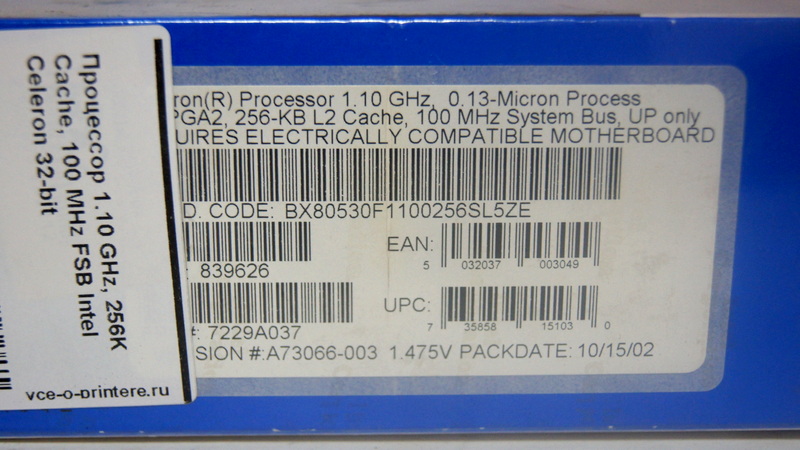 Процессор 1.10 GHz, 256K
Cache, 100 MHz FSB Intel
Celeron 32-bit
vce-o-printere.ru
ron(R) Processor 1.10 GHz, 0.13-Micron Process
PGA2, 256-KB L2 Cache, 100 MHz System Bus, UP only
UIRES ELECTRICALLY COMPATIBLE MOTHERBOARD
D. CODE: BX80530F1100256SL5ZE
EAN:
5 032037 003049
: 839626
UPC:
7 35858 15103 0
#: 7229A037
SION #:A73066-003 1.475V PACKDATE: 10/15/02